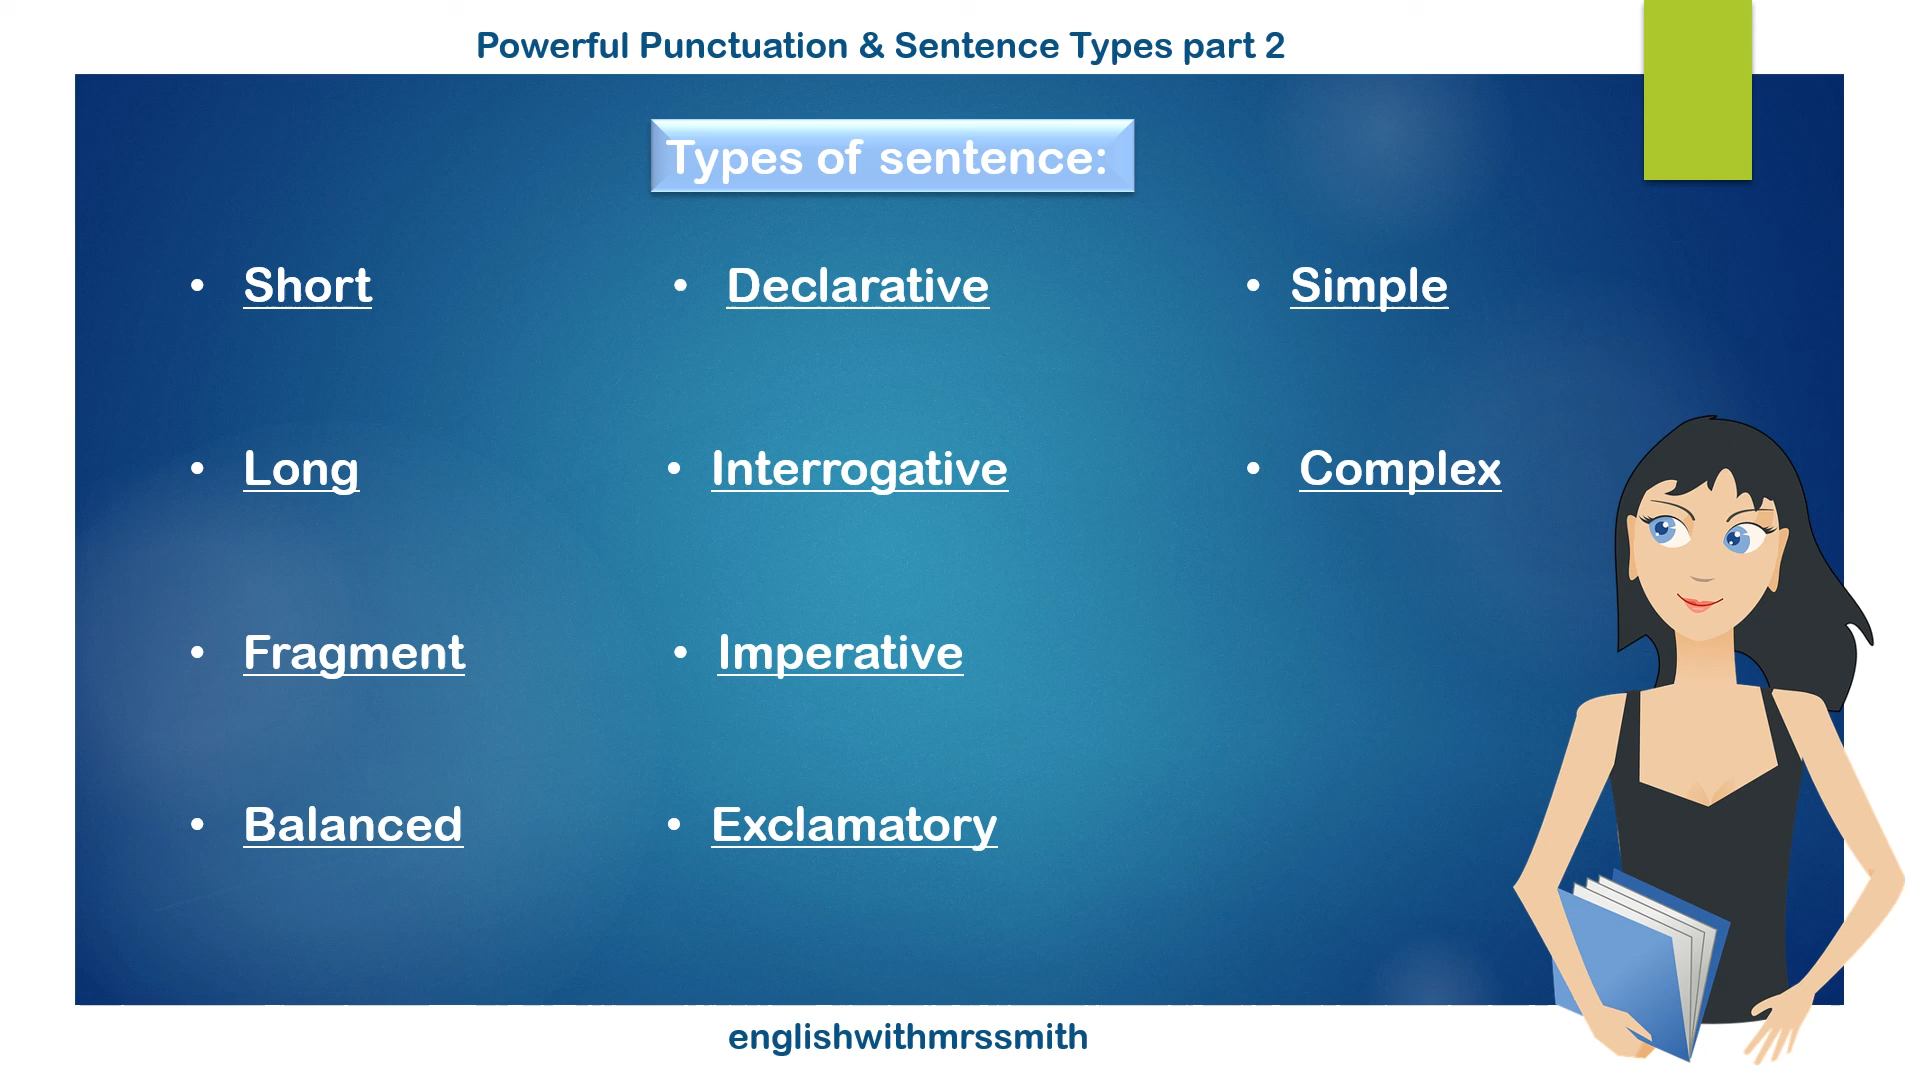 Powerful Punctuation & Sentence Types part 2
Types of sentence:
• Short
• Long
• Fragment
• Balanced
• Declarative
• Interrogative
• Imperative
• Exclamatory
• Simple
• Complex
englishwithmrssmith